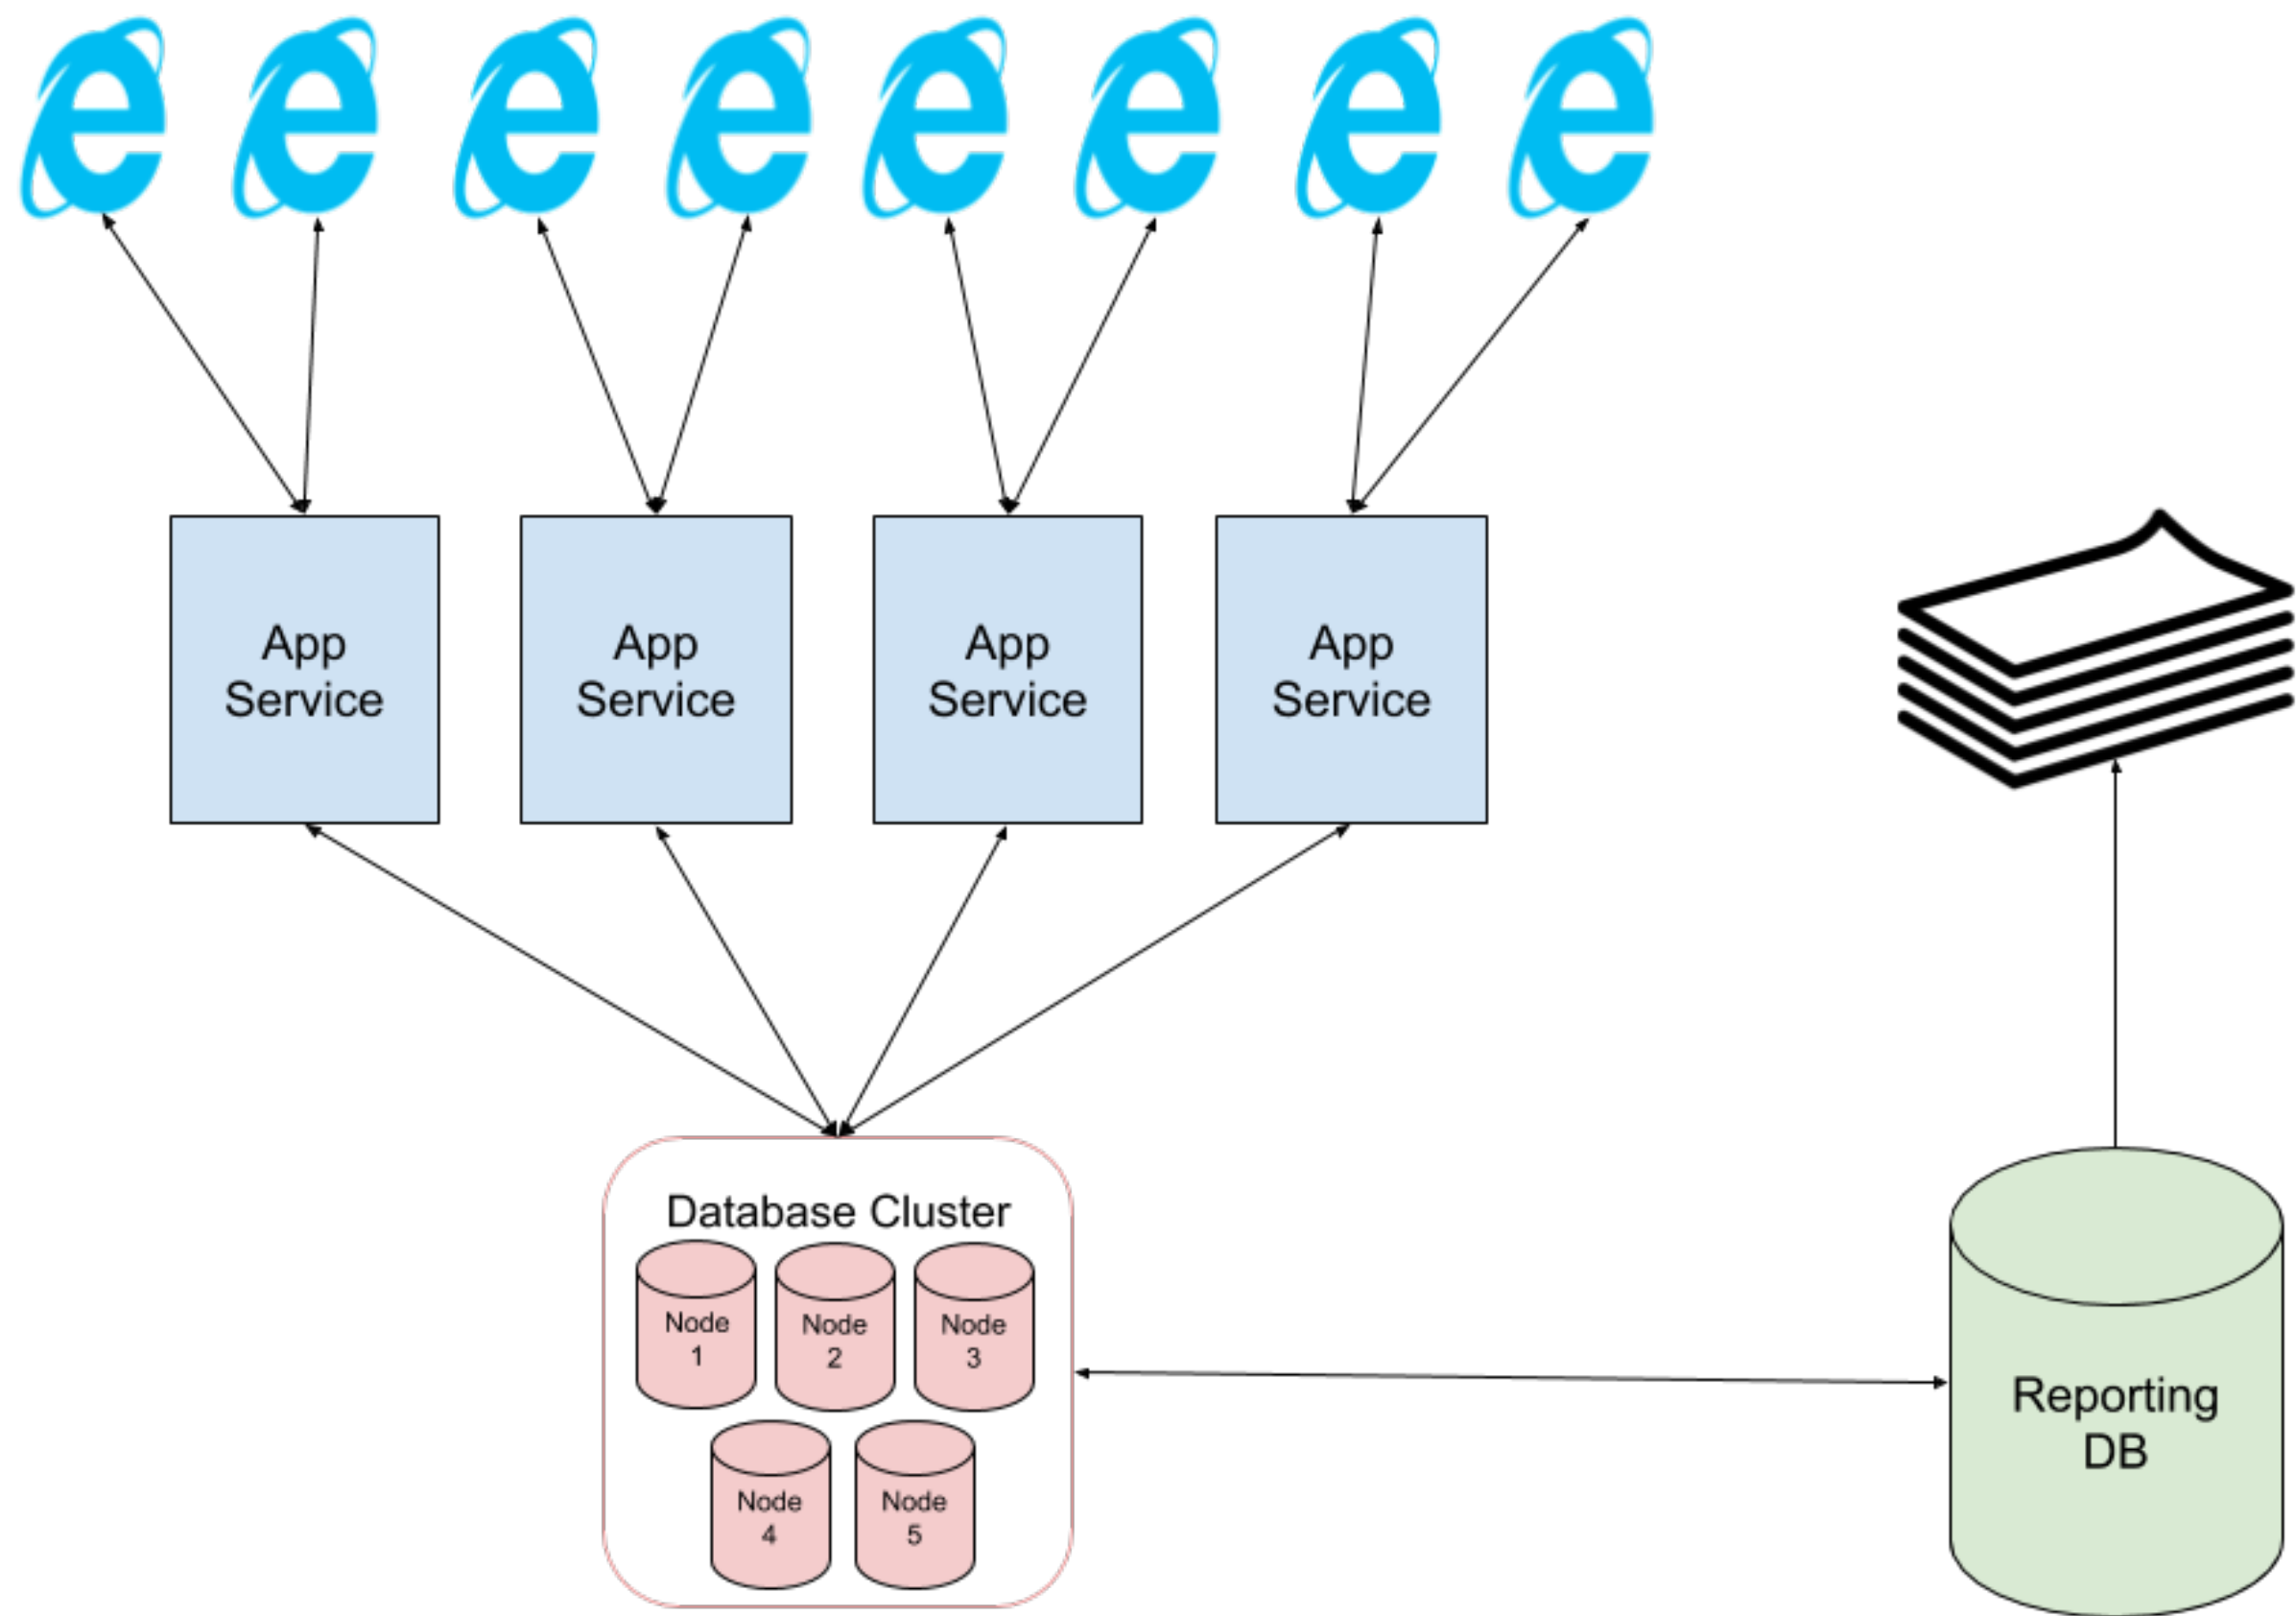 App
Service
App
Service
App
Service
App
Service
Database Cluster
Node
1
Node
2
Node
3
Node
4
Node
5
Reporting
DB